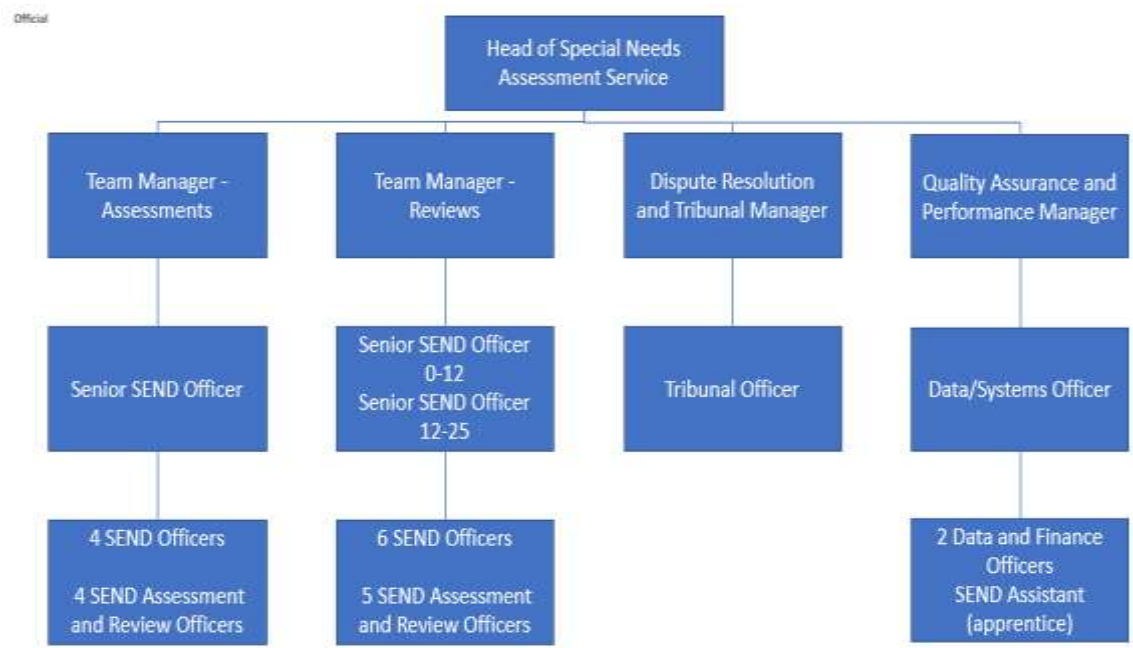 Official
Head of Special Needs
Assessment Service
Team Manager -
Assessments
Team Manager -
Reviews
Dispute Resolution
and Tribunal Manager
Quality Assurance and
Performance Manager
Senior SEND Officer
Senior SEND Officer
0-12
Senior SEND Officer
12-25
Tribunal Officer
Data/Systems Officer
4 SEND Officers
4 SEND Assessment
and Review Officers
6 SEND Officers
5 SEND Assessment
and Review Officers
2 Data and Finance
Officers
SEND Assistant
(apprentice)